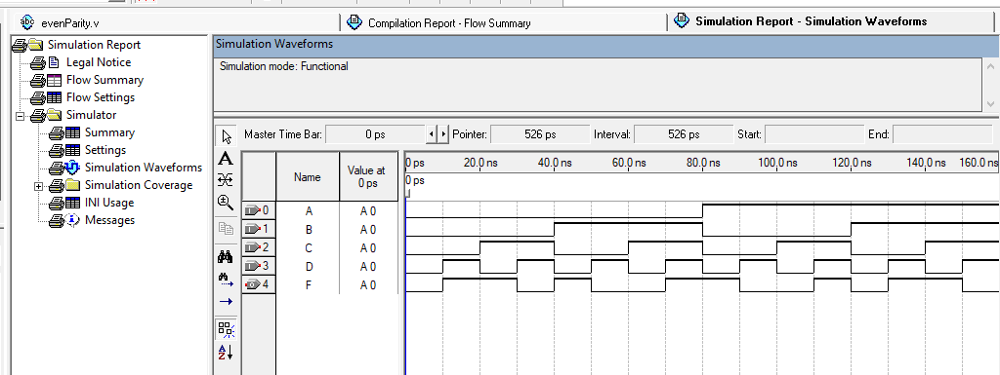 evenParity.v
Compilation Report - Flow Summary
Simulation Report - Simulation Waveforms
Simulation Report
Legal Notice
Flow Summary
Flow Settings
Simulator
Summary
Settings
Simulation Waveforms
Simulation Coverage
INI Usage
Messages
Simulation Waveforms
Simulation mode: Functional
Master Time Bar: 0 ps Pointer: 526 ps Interval: 526 ps Start: End:
Name Value at 0 ps
0 ps 20.0 ns 40.0 ns 60.0 ns 80.0 ns 100.0 ns 120.0 ns 140.0 ns 160.0 ns
0 ps
0 A A 0
1 B A 0
2 C A 0
3 D A 0
4 F A 0